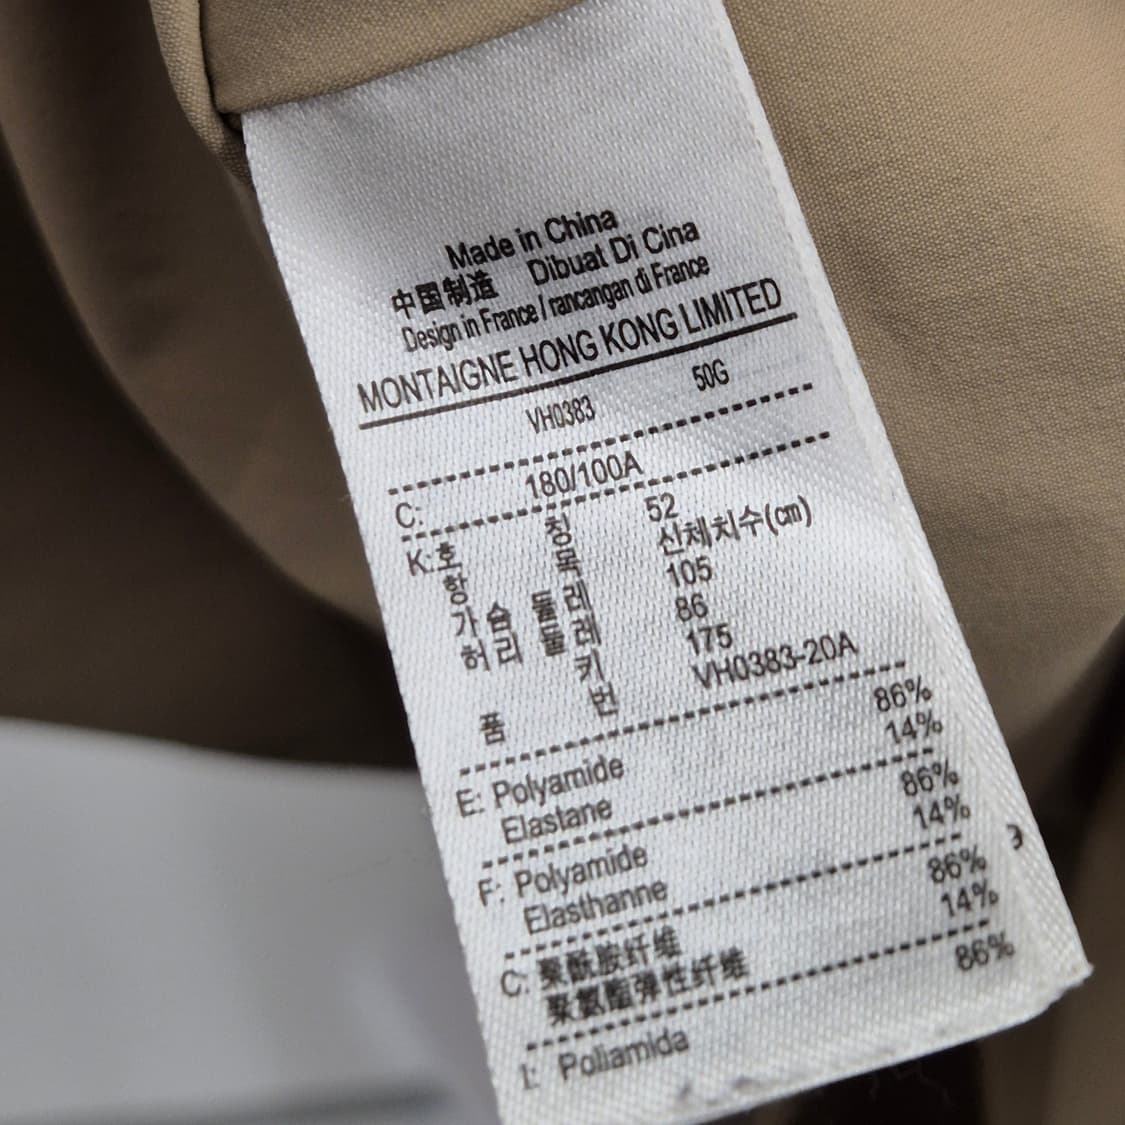 Made in China
中国制造 Dibuat Di Cina
Design in France / rancangan di France
MONTAIGNE HONG KONG LIMITED
VH0383 50G
C: 180/100A
K: 호 칭 52
항 목 신체치수(cm)
가 슴 둘 레 105
허 리 둘 레 86
키 175
품 번 VH0383-20A
E: Polyamide 86%
Elastane 14%
F: Polyamide 86%
Elasthanne 14%
C: 聚酰胺纤维 86%
聚氨酯弹性纤维 14%
I: Poliamida 86%
3